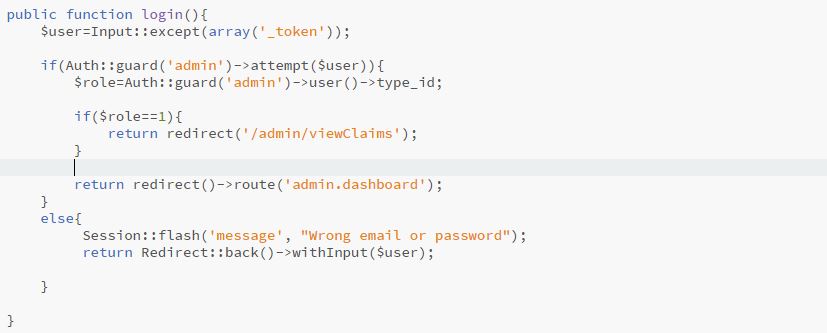 public function login(){
$user=Input::except(array('_token'));
if(Auth::guard('admin')->attempt($user)){
$role=Auth::guard('admin')->user()->type_id;
if($role==1){
return redirect('/admin/viewClaims');
}
return redirect()->route('admin.dashboard');
}
else{
Session::flash('message', "Wrong email or password");
return Redirect::back()->withInput($user);
}
}